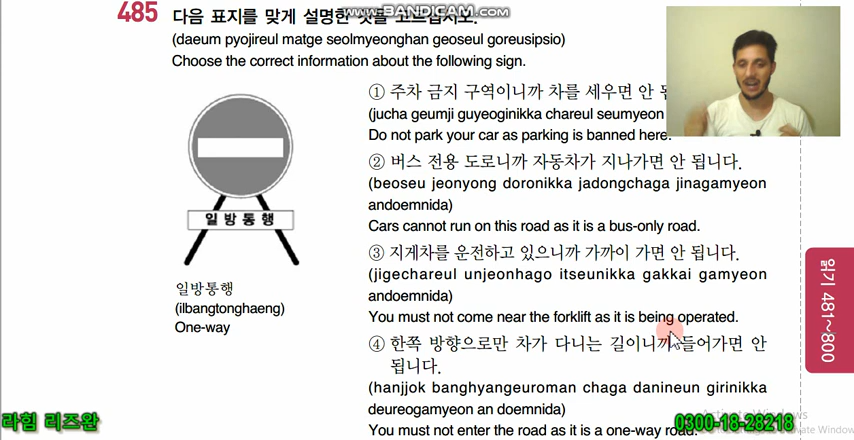 485 다음 표지를 맞게 설명한 것을 고르십시오.
WWW.BANDICAM.COM
(daeum pyojireul matge seolmyeonghan geoseul goreusipsio)
Choose the correct information about the following sign.
일방통행
일방통행
(ilbangtonghaeng)
One-way
① 주차 금지 구역이니까 차를 세우면 안
(jucha geumji guyeoginikka chareul seumyeon
Do not park your car as parking is banned here.
② 버스 전용 도로니까 자동차가 지나가면 안 됩니다.
(beoseu jeonyong doronikka jadongchaga jinagamyeon
andoemnida)
Cars cannot run on this road as it is a bus-only road.
③ 지게차를 운전하고 있으니까 가까이 가면 안 됩니다.
(jigechareul unjeonhago itseunikka gakkai gamyeon
andoemnida)
You must not come near the forklift as it is being operated.
④ 한쪽 방향으로만 차가 다니는 길이니까 들어가면 안
됩니다.
(hanjjok banghyangeuroman chaga danineun girinikka
deureogamyeon an doemnida)
You must not enter the road as it is a one-way road.
읽기 481~800
라힘 리즈완
0300-18-28218
Activate Windows